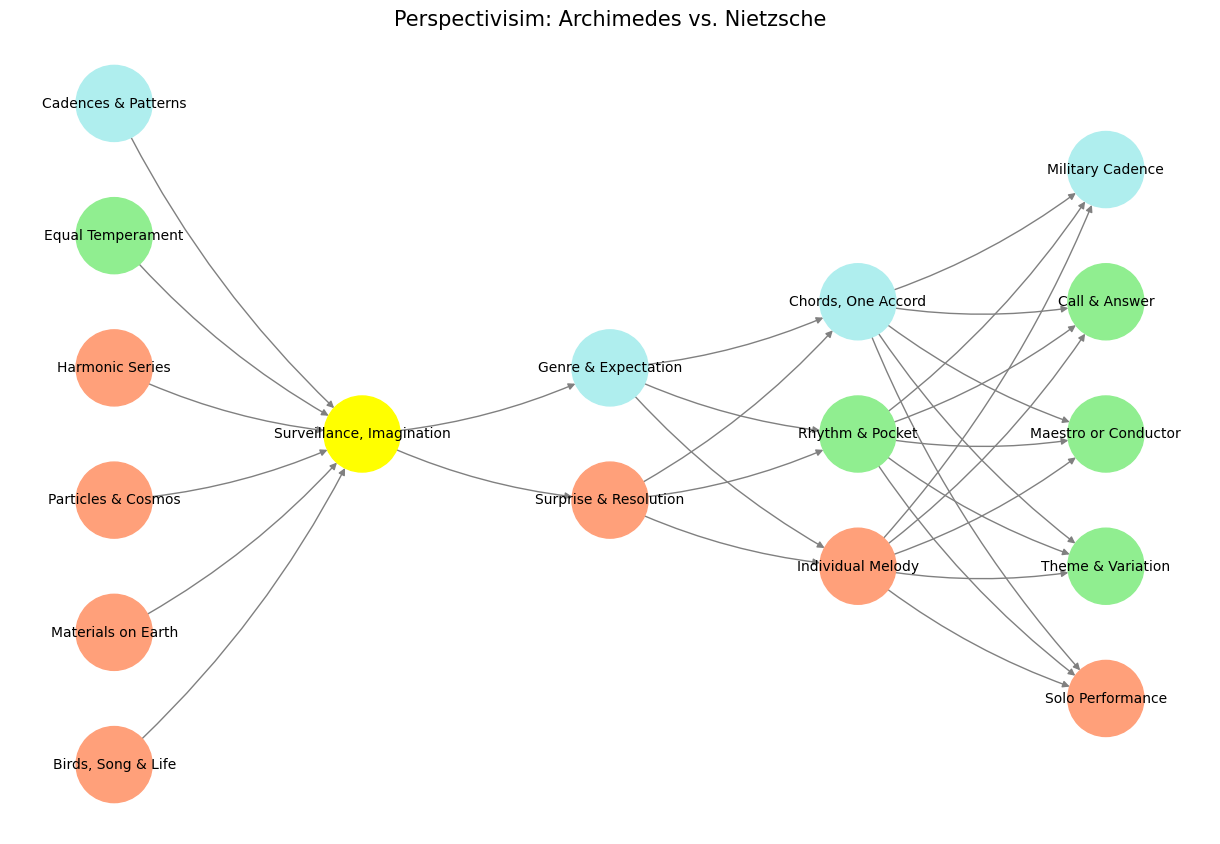 Perspectivisim: Archimedes vs. Nietzsche
Cadences & Patterns
Equal Temperament
Harmonic Series
Particles & Cosmos
Materials on Earth
Birds, Song & Life
Surveillance, Imagination
Genre & Expectation
Surprise & Resolution
Chords, One Accord
Rhythm & Pocket
Individual Melody
Military Cadence
Call & Answer
Maestro or Conductor
Theme & Variation
Solo Performance